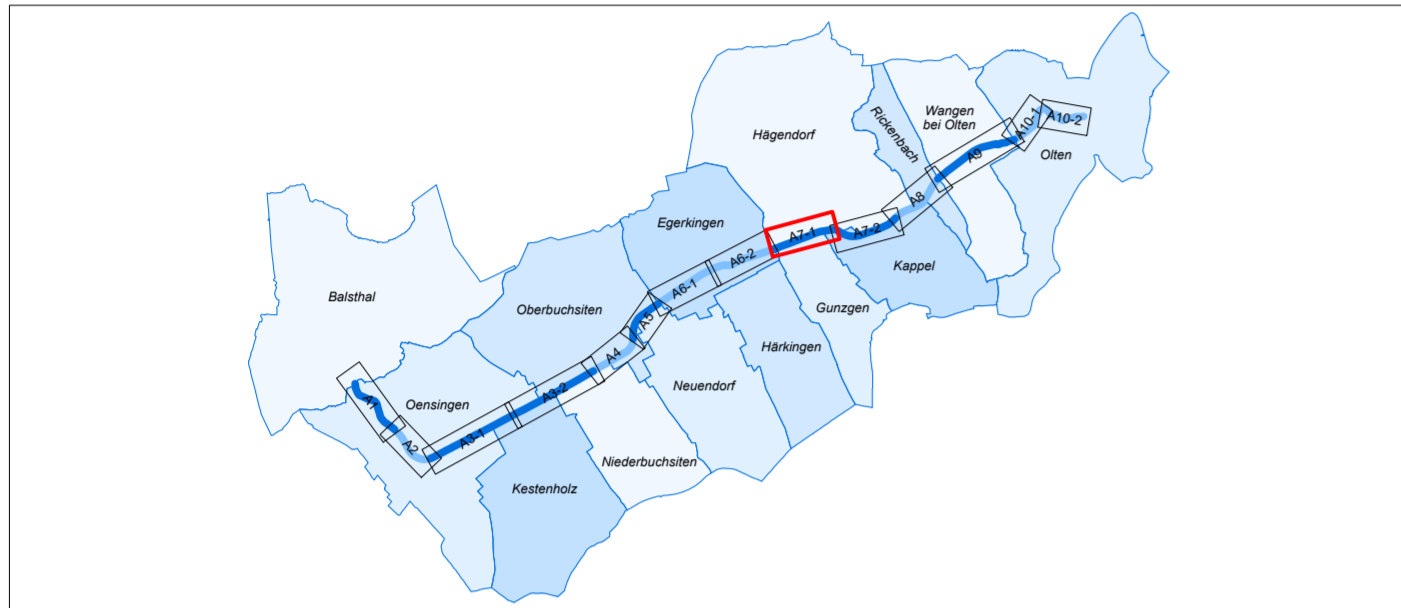 Wangen
bei Olten
Rickenbach
A10-1
A10-2
Hägendorf
Olten
A9
A8
Egerkingen
A7-1
A7-2
A6-2
Kappel
A6-1
Balsthal
Oberbuchsiten
Gunzgen
A5
Härkingen
A4
Neuendorf
A3-2
Oensingen
A1
A2
A3-1
Niederbuchsiten
Kestenholz